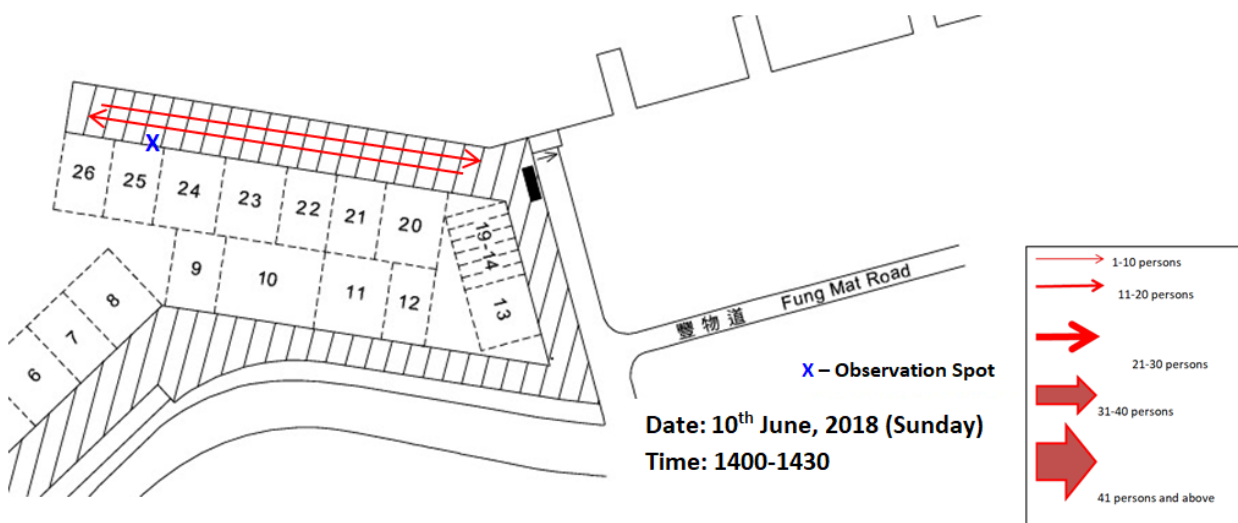 X
26
25
24
23
22
21
20
19-14
13
9
10
11
12
8
7
6
豐物道 Fung Mat Road
X – Observation Spot
Date: 10th June, 2018 (Sunday)
Time: 1400-1430
1-10 persons
11-20 persons
21-30 persons
31-40 persons
41 persons and above